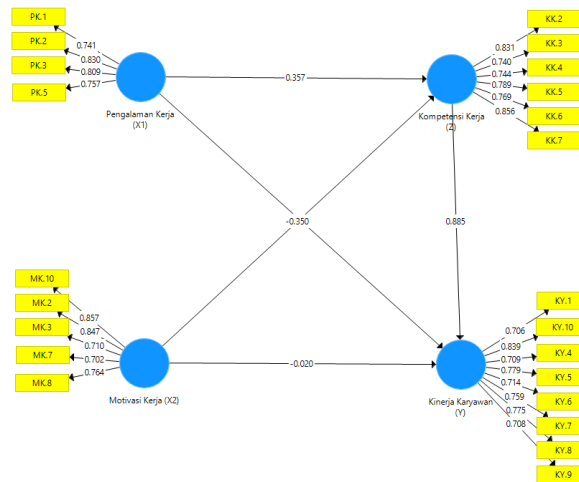 PK.1
PK.2
PK.3
PK.5
0.741
0.830
0.809
0.757
Pengalaman Kerja
(X1)
0.357
KK.2
KK.3
KK.4
KK.5
KK.6
KK.7
0.831
0.740
0.744
0.789
0.769
0.856
Kompetensi Kerja
(Z)
-0.350
0.885
MK.10
MK.2
MK.3
MK.7
MK.8
0.857
0.847
0.710
0.702
0.764
Motivasi Kerja (X2)
-0.020
KY.1
KY.10
KY.4
KY.5
KY.6
KY.7
KY.8
KY.9
0.706
0.839
0.709
0.779
0.714
0.759
0.775
0.708
Kinerja Karyawan
(Y)